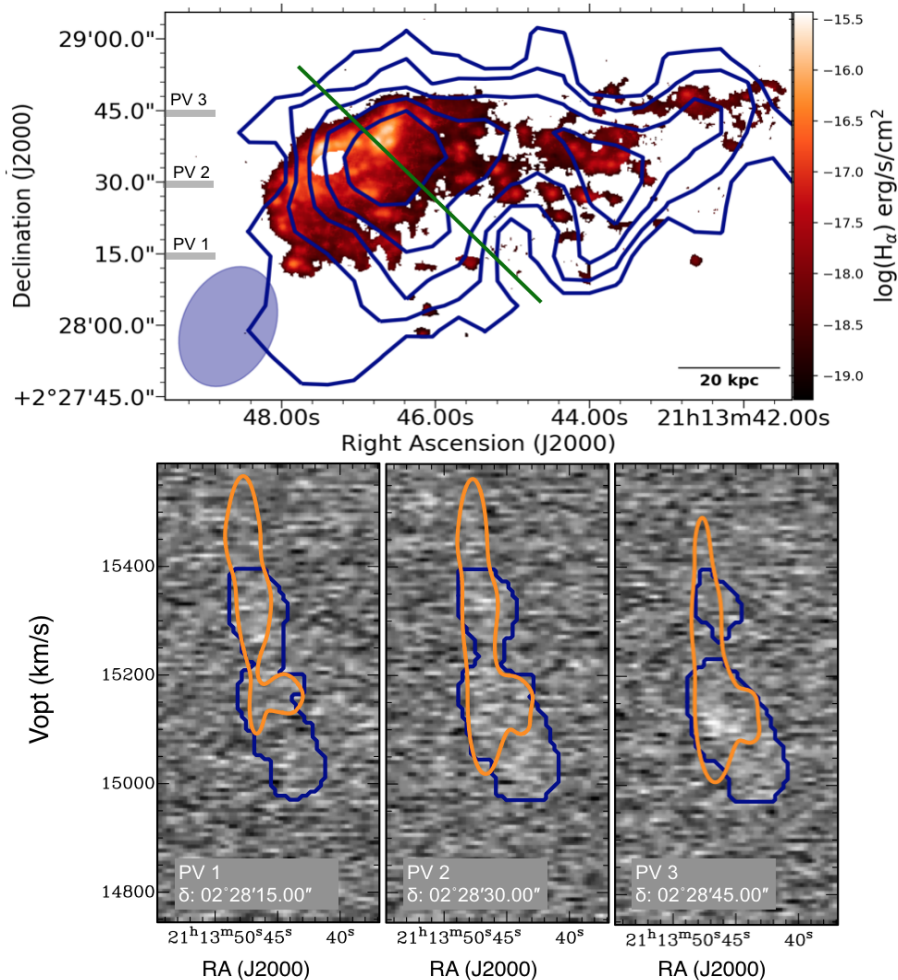 29'00.0"
45.0"
30.0"
15.0"
28'00.0"
+2°27'45.0"
Declination (J2000)
PV 3
PV 2
PV 1
20 kpc
48.00s 46.00s 44.00s 21h13m42.00s
Right Ascension (J2000)
−15.5
−16.0
−16.5
−17.0
−17.5
−18.0
−18.5
−19.0
log(Hα) erg/s/cm²
Vopt (km/s)
15400
15200
15000
14800
PV 1
δ: 02°28′15.00″
PV 2
δ: 02°28′30.00″
PV 3
δ: 02°28′45.00″
21ʰ13ᵐ50ˢ45ˢ 40ˢ
21ʰ13ᵐ50ˢ45ˢ 40ˢ
21ʰ13ᵐ50ˢ45ˢ 40ˢ
RA (J2000)
RA (J2000)
RA (J2000)